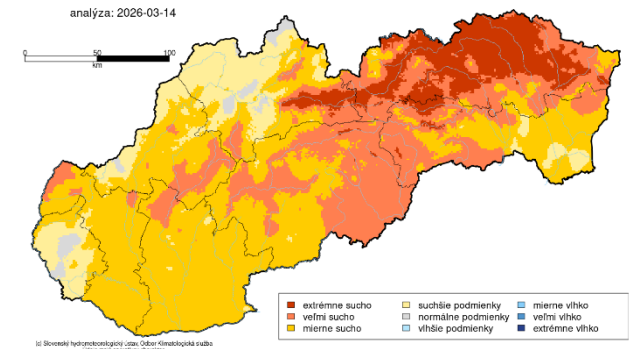 analýza: 2026-03-14
0 50 100
km
extrémne sucho
veľmi sucho
mierne sucho
suchšie podmienky
normálne podmienky
vlhšie podmienky
mierne vlhko
veľmi vlhko
extrémne vlhko
(c) Slovenský hydrometeorologický ústav, Odbor Klimatologická služba